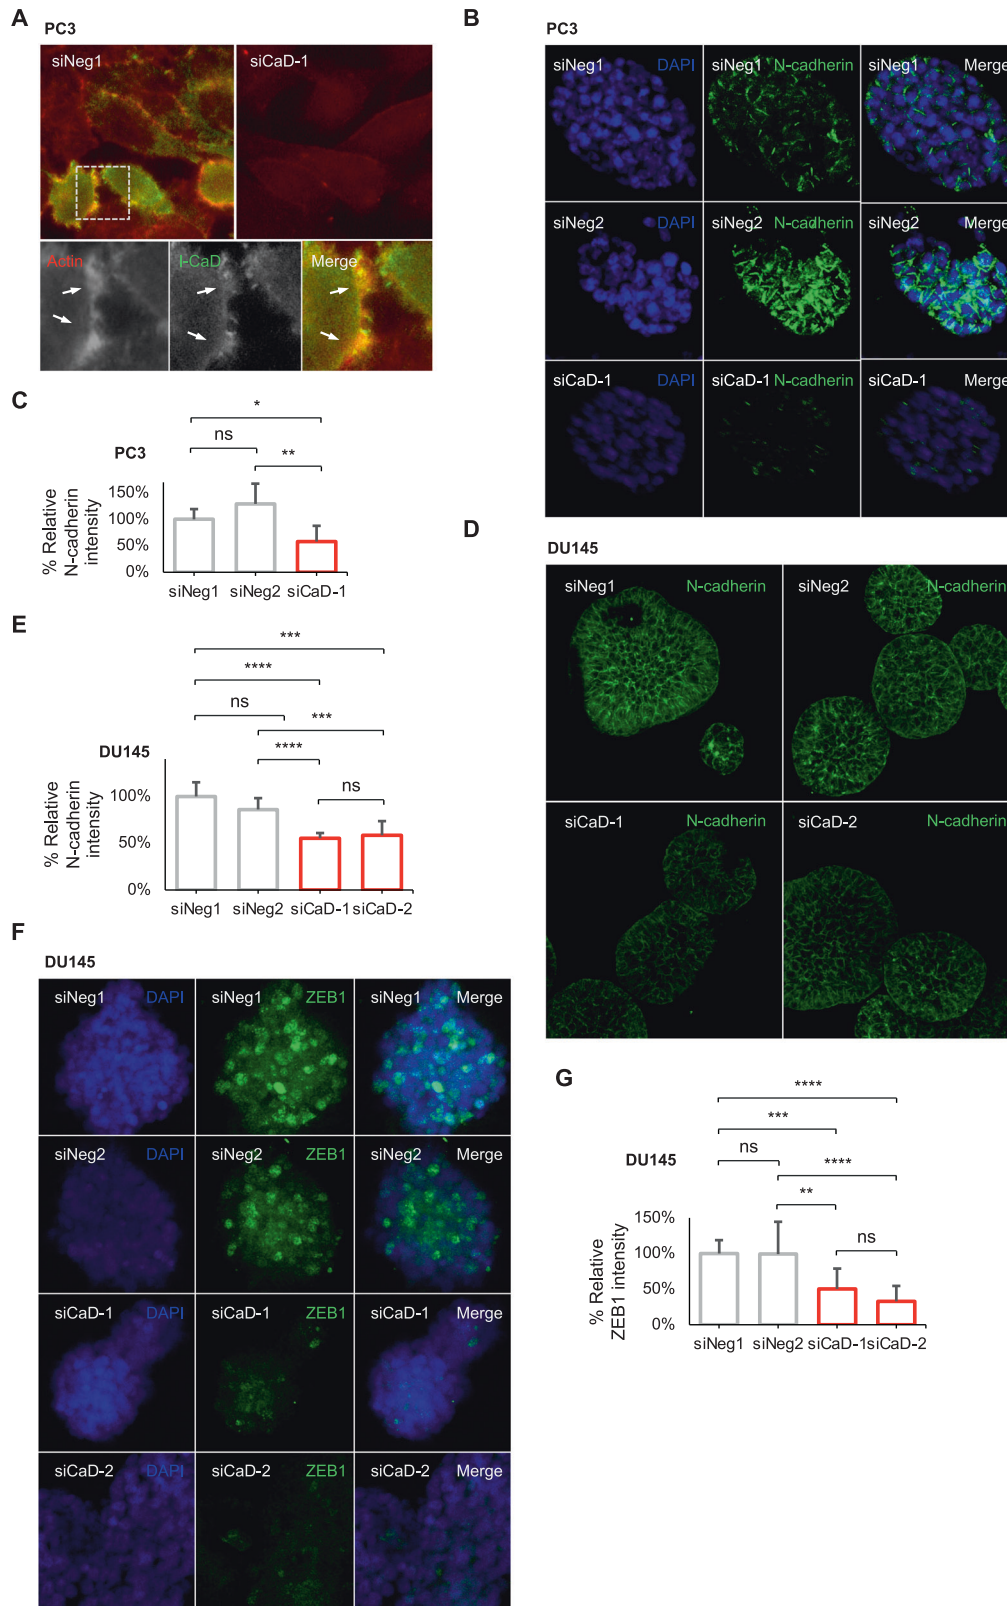 A
PC3
siNeg1
siCaD-1
Actin
l-CaD
Merge
B
PC3
siNeg1 DAPI
siNeg1 N-cadherin
siNeg1 Merge
siNeg2 DAPI
siNeg2 N-cadherin
siNeg2 Merge
siCaD-1 DAPI
siCaD-1 N-cadherin
siCaD-1 Merge
C
PC3
*
ns
**
% Relative
N-cadherin
intensity
150%
100%
50%
0%
siNeg1 siNeg2 siCaD-1
D
DU145
siNeg1 N-cadherin
siNeg2 N-cadherin
siCaD-1 N-cadherin
siCaD-2 N-cadherin
E
DU145
***
****
ns
***
****
ns
% Relative
N-cadherin
intensity
100%
50%
0%
siNeg1 siNeg2 siCaD-1 siCaD-2
F
DU145
siNeg1 DAPI
siNeg1 ZEB1
siNeg1 Merge
siNeg2 DAPI
siNeg2 ZEB1
siNeg2 Merge
siCaD-1 DAPI
siCaD-1 ZEB1
siCaD-1 Merge
siCaD-2 DAPI
siCaD-2 ZEB1
siCaD-2 Merge
G
DU145
****
***
ns
****
**
ns
% Relative
ZEB1 intensity
150%
100%
50%
0%
siNeg1 siNeg2 siCaD-1 siCaD-2